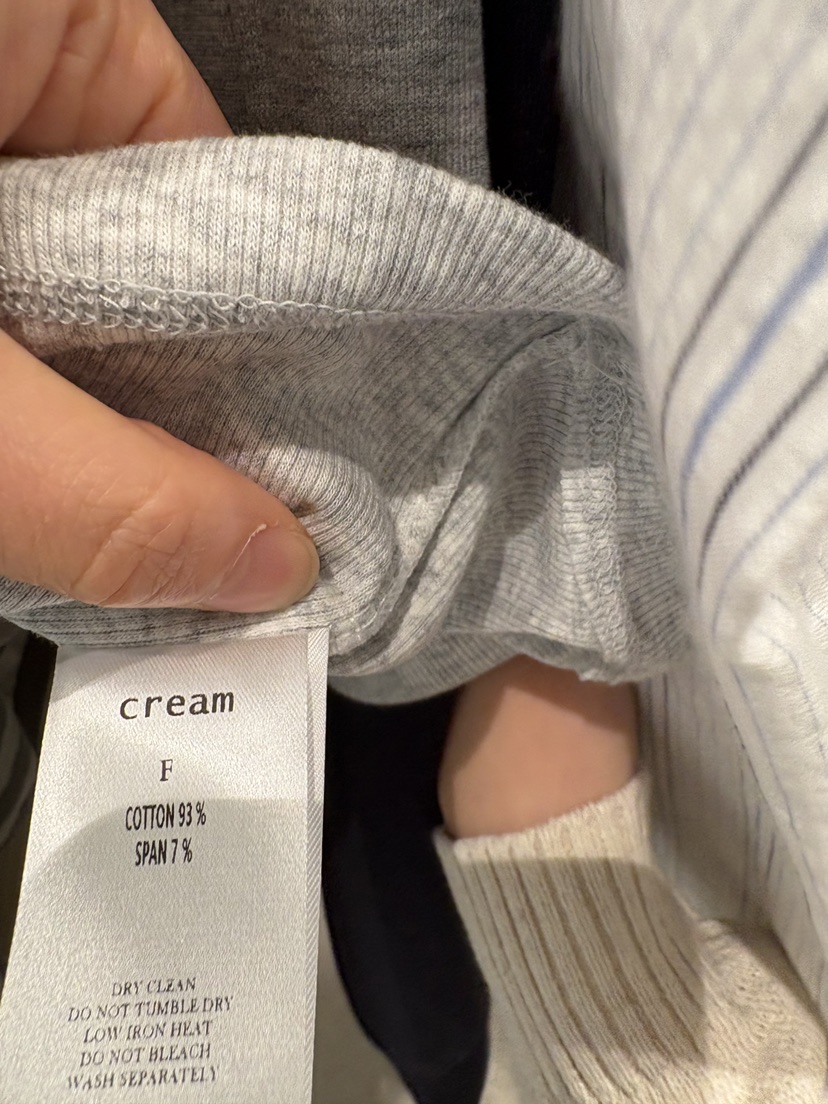 cream
F
COTTON 93 %
SPAN 7 %
DRY CLEAN
DO NOT TUMBLE DRY
LOW IRON HEAT
DO NOT BLEACH
WASH SEPARATELY